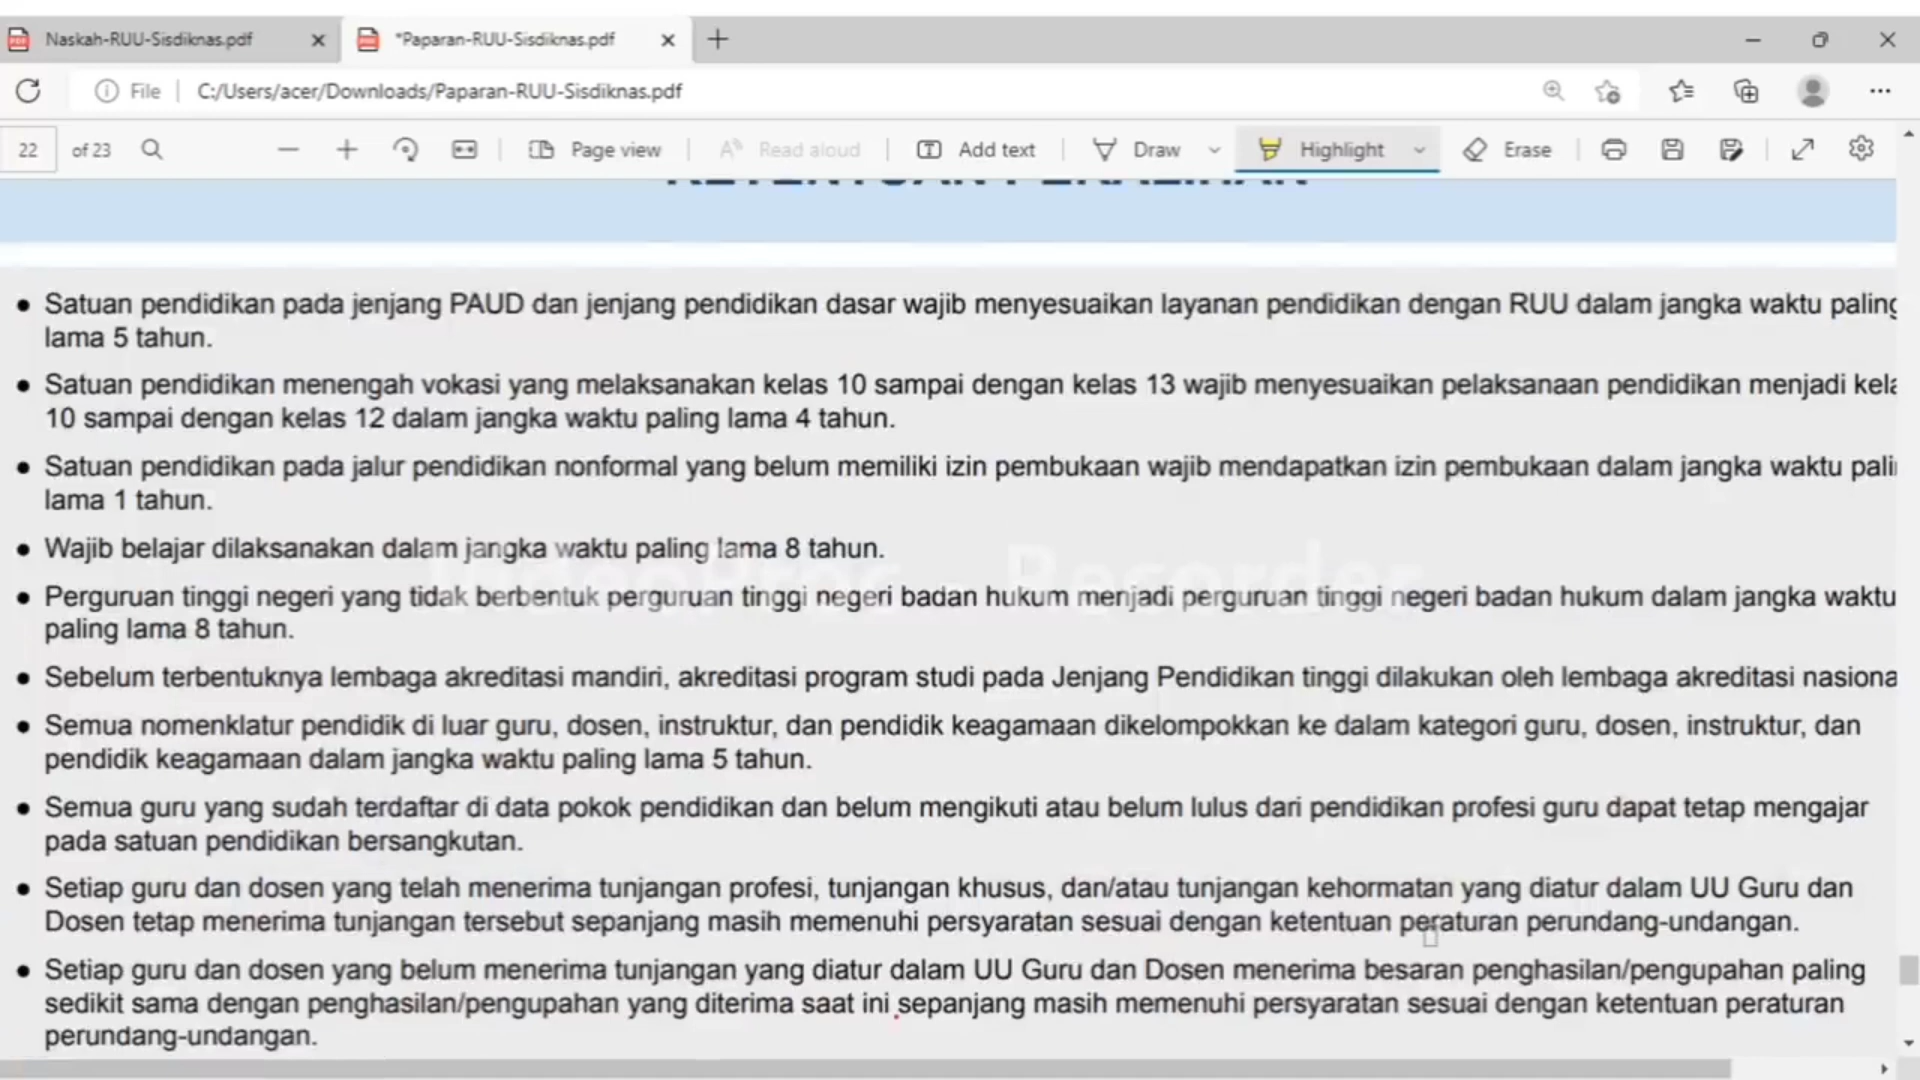 Naskah-RUU-Sisdiknas.pdf
*Paparan-RUU-Sisdiknas.pdf
File
C:/Users/acer/Downloads/Paparan-RUU-Sisdiknas.pdf
22 of 23
Page view
Read aloud
Add text
Draw
Highlight
Erase
● Satuan pendidikan pada jenjang PAUD dan jenjang pendidikan dasar wajib menyesuaikan layanan pendidikan dengan RUU dalam jangka waktu paling
lama 5 tahun.
● Satuan pendidikan menengah vokasi yang melaksanakan kelas 10 sampai dengan kelas 13 wajib menyesuaikan pelaksanaan pendidikan menjadi kela
10 sampai dengan kelas 12 dalam jangka waktu paling lama 4 tahun.
● Satuan pendidikan pada jalur pendidikan nonformal yang belum memiliki izin pembukaan wajib mendapatkan izin pembukaan dalam jangka waktu pali
lama 1 tahun.
● Wajib belajar dilaksanakan dalam jangka waktu paling lama 8 tahun.
● Perguruan tinggi negeri yang tidak berbentuk perguruan tinggi negeri badan hukum menjadi perguruan tinggi negeri badan hukum dalam jangka waktu
paling lama 8 tahun.
● Sebelum terbentuknya lembaga akreditasi mandiri, akreditasi program studi pada Jenjang Pendidikan tinggi dilakukan oleh lembaga akreditasi nasiona
● Semua nomenklatur pendidik di luar guru, dosen, instruktur, dan pendidik keagamaan dikelompokkan ke dalam kategori guru, dosen, instruktur, dan
pendidik keagamaan dalam jangka waktu paling lama 5 tahun.
● Semua guru yang sudah terdaftar di data pokok pendidikan dan belum mengikuti atau belum lulus dari pendidikan profesi guru dapat tetap mengajar
pada satuan pendidikan bersangkutan.
● Setiap guru dan dosen yang telah menerima tunjangan profesi, tunjangan khusus, dan/atau tunjangan kehormatan yang diatur dalam UU Guru dan
Dosen tetap menerima tunjangan tersebut sepanjang masih memenuhi persyaratan sesuai dengan ketentuan peraturan perundang-undangan.
● Setiap guru dan dosen yang belum menerima tunjangan yang diatur dalam UU Guru dan Dosen menerima besaran penghasilan/pengupahan paling
sedikit sama dengan penghasilan/pengupahan yang diterima saat ini sepanjang masih memenuhi persyaratan sesuai dengan ketentuan peraturan
perundang-undangan.